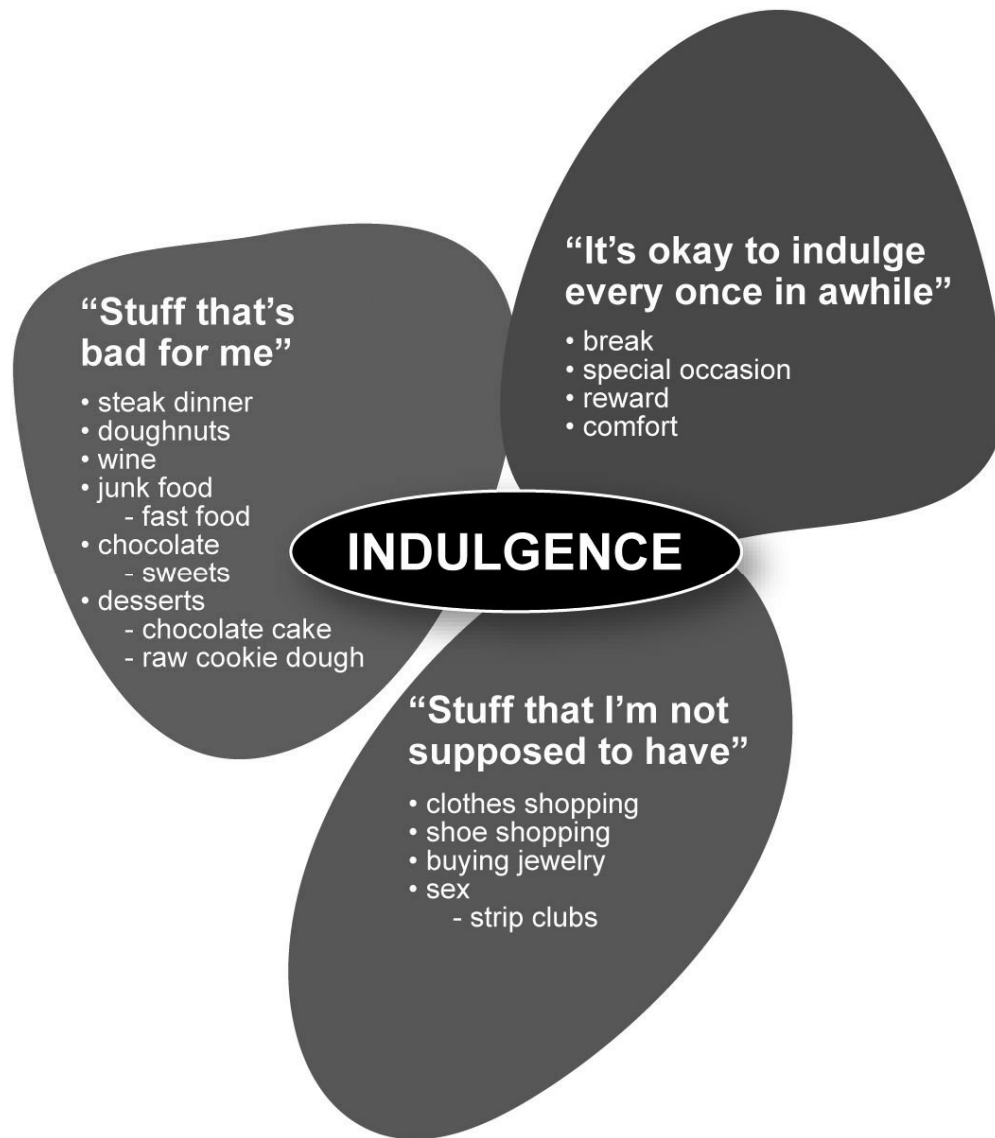 “It’s okay to indulge
every once in awhile”
• break
• special occasion
• reward
• comfort
“Stuff that’s
bad for me”
• steak dinner
• doughnuts
• wine
• junk food
- fast food
• chocolate
- sweets
• desserts
- chocolate cake
- raw cookie dough
INDULGENCE
“Stuff that I’m not
supposed to have”
• clothes shopping
• shoe shopping
• buying jewelry
• sex
- strip clubs